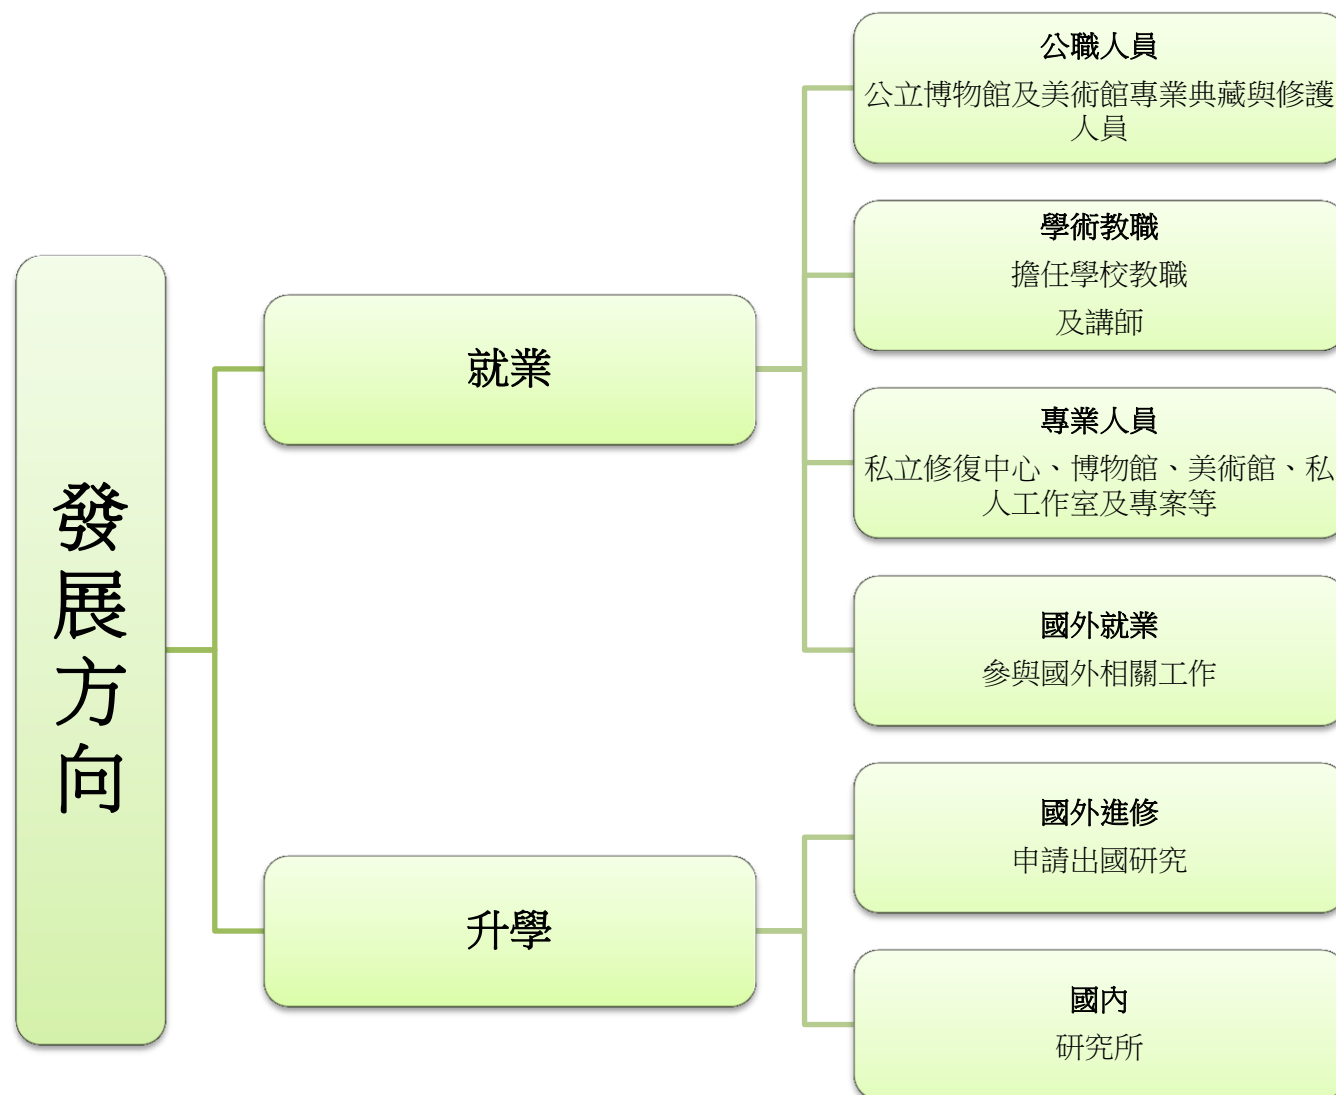 發展方向
就業
公職人員
公立博物館及美術館專業典藏與修護
人員
學術教職
擔任學校教職
及講師
專業人員
私立修復中心、博物館、美術館、私
人工作室及專案等
國外就業
參與國外相關工作
升學
國外進修
申請出國研究
國內
研究所